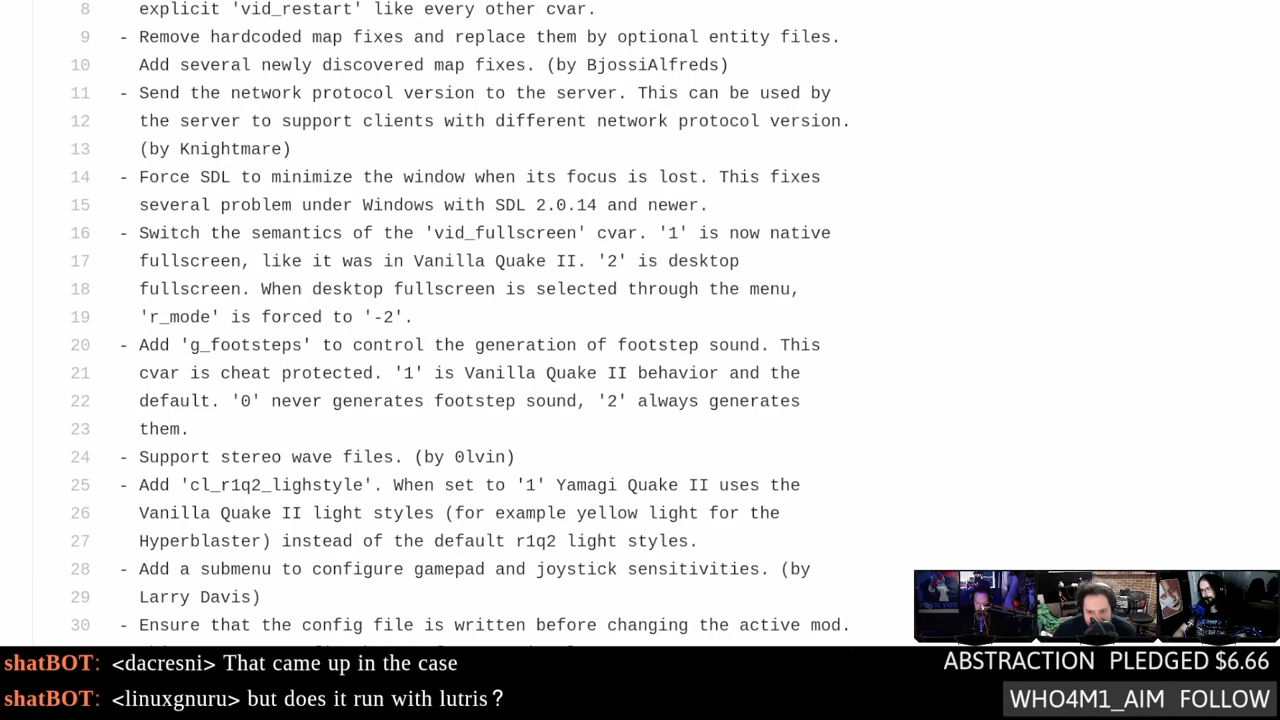 8 explicit 'vid_restart' like every other cvar.
9 - Remove hardcoded map fixes and replace them by optional entity files.
10 Add several newly discovered map fixes. (by BjossiAlfreds)
11 - Send the network protocol version to the server. This can be used by
12 the server to support clients with different network protocol version.
13 (by Knightmare)
14 - Force SDL to minimize the window when its focus is lost. This fixes
15 several problem under Windows with SDL 2.0.14 and newer.
16 - Switch the semantics of the 'vid_fullscreen' cvar. '1' is now native
17 fullscreen, like it was in Vanilla Quake II. '2' is desktop
18 fullscreen. When desktop fullscreen is selected through the menu,
19 'r_mode' is forced to '-2'.
20 - Add 'g_footsteps' to control the generation of footstep sound. This
21 cvar is cheat protected. '1' is Vanilla Quake II behavior and the
22 default. '0' never generates footstep sound, '2' always generates
23 them.
24 - Support stereo wave files. (by 0lvin)
25 - Add 'cl_r1q2_lighstyle'. When set to '1' Yamagi Quake II uses the
26 Vanilla Quake II light styles (for example yellow light for the
27 Hyperblaster) instead of the default r1q2 light styles.
28 - Add a submenu to configure gamepad and joystick sensitivities. (by
29 Larry Davis)
30 - Ensure that the config file is written before changing the active mod.
shatBOT: <dacresni> That came up in the case
shatBOT: <linuxgnuru> but does it run with lutris?
ABSTRACTION PLEDGED $6.66
WHO4M1_AIM FOLLOW